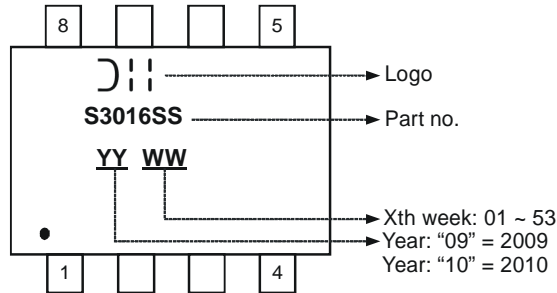 8 5
Logo
S3016SS
Part no.
YY WW
Xth week: 01 ~ 53
Year: “09” = 2009
Year: “10” = 2010
1 4